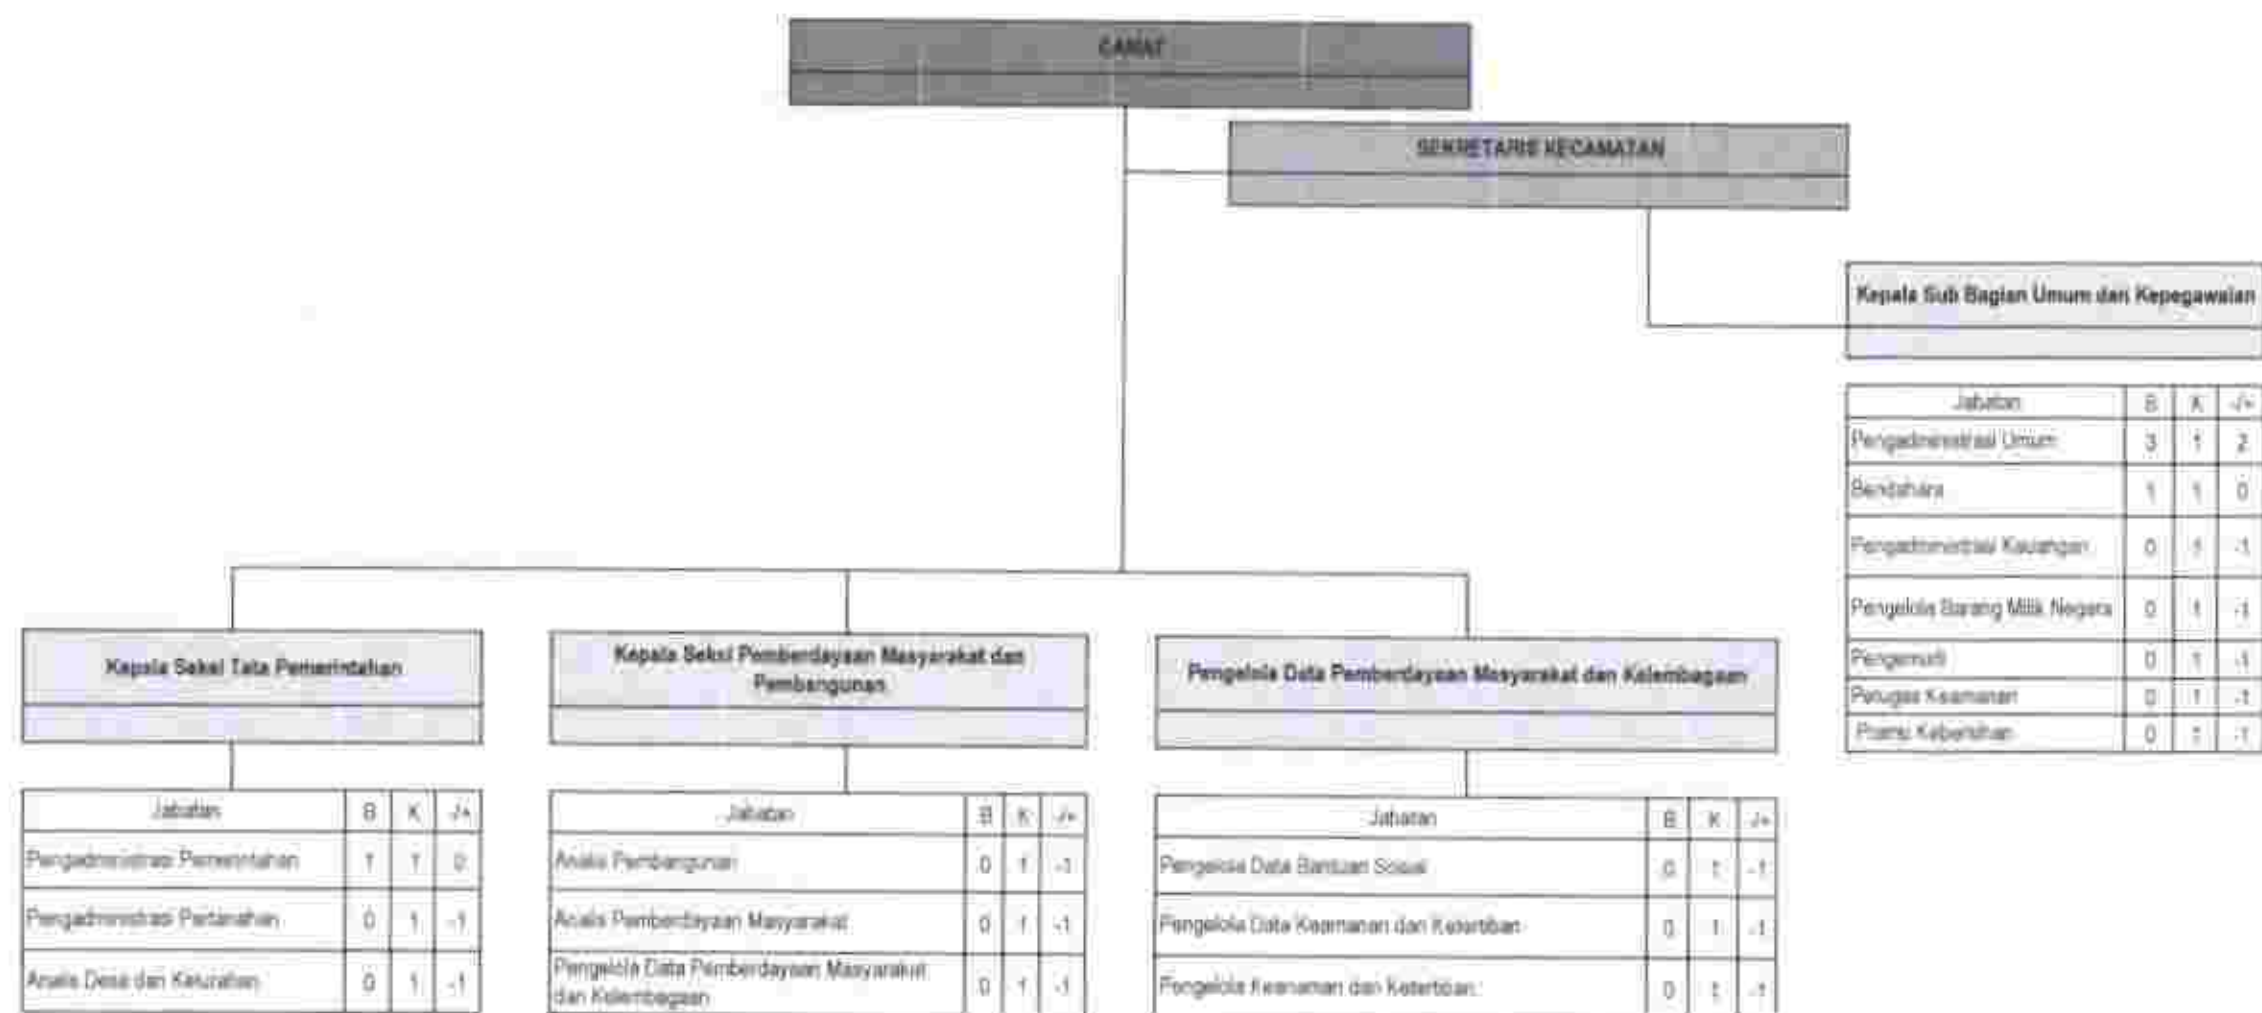 CAMAT
SEKRETARIS KECAMATAN
Kepala Sub Bagian Umum dan Kepegawaian
Jabatan B K -/+
Pengadministrasi Umum 3 1 2
Bendahara 1 1 0
Pengadministrasi Keuangan 0 1 -1
Pengelola Barang Milik Negara 0 1 -1
Pengemudi 0 1 -1
Petugas Keamanan 0 1 -1
Pramu Kebersihan 0 1 -1
Kepala Seksi Tata Pemerintahan
Jabatan B K -/+
Pengadministrasi Pemerintahan 1 1 0
Pengadministrasi Pertanahan 0 1 -1
Analis Desa dan Kelurahan 0 1 -1
Kepala Seksi Pemberdayaan Masyarakat dan
Pembangunan
Jabatan B K -/+
Analis Pembangunan 0 1 -1
Analis Pemberdayaan Masyarakat 0 1 -1
Pengelola Data Pemberdayaan Masyarakat
dan Kelembagaan 0 1 -1
Pengelola Data Pemberdayaan Masyarakat dan Kelembagaan
Jabatan B K -/+
Pengelola Data Bantuan Sosial 0 1 -1
Pengelola Data Keamanan dan Ketertiban 0 1 -1
Pengelola Keamanan dan Ketertiban 0 1 -1